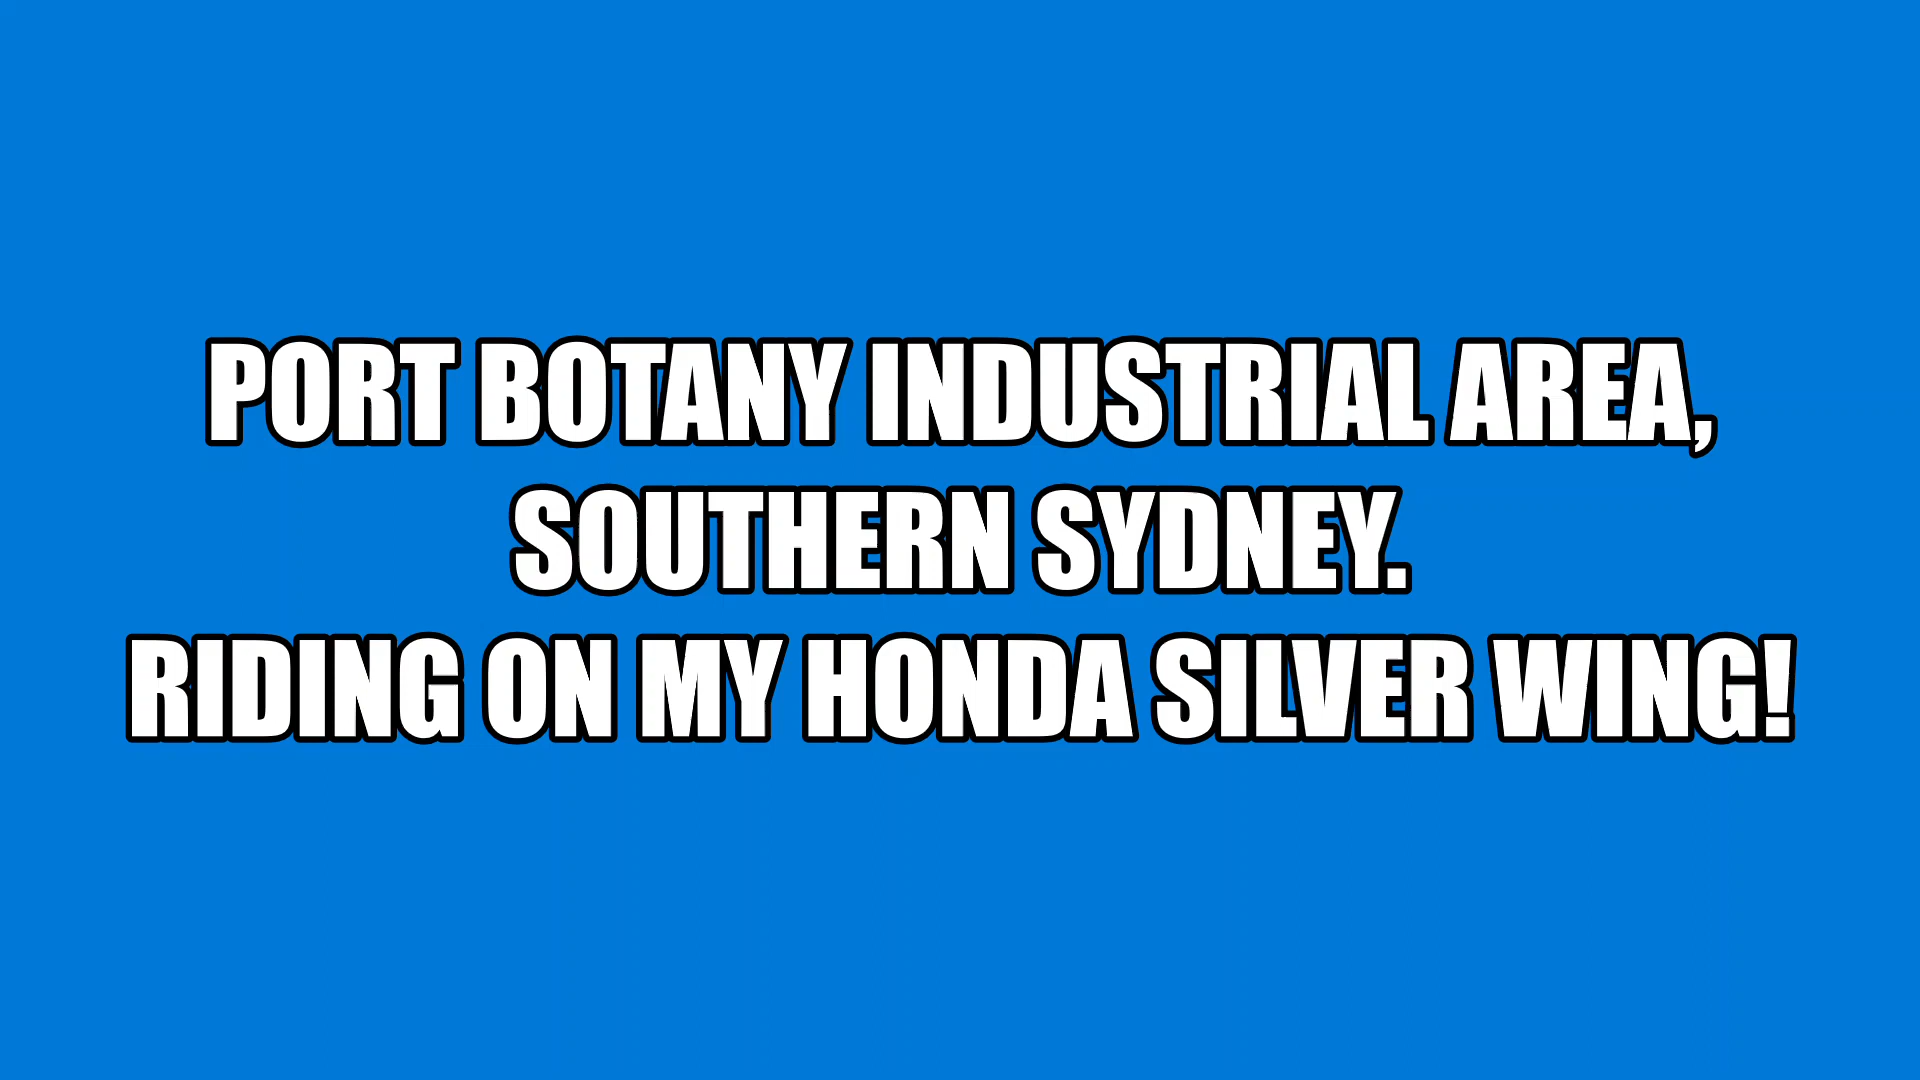 PORT BOTANY INDUSTRIAL AREA,
SOUTHERN SYDNEY.
RIDING ON MY HONDA SILVER WING!